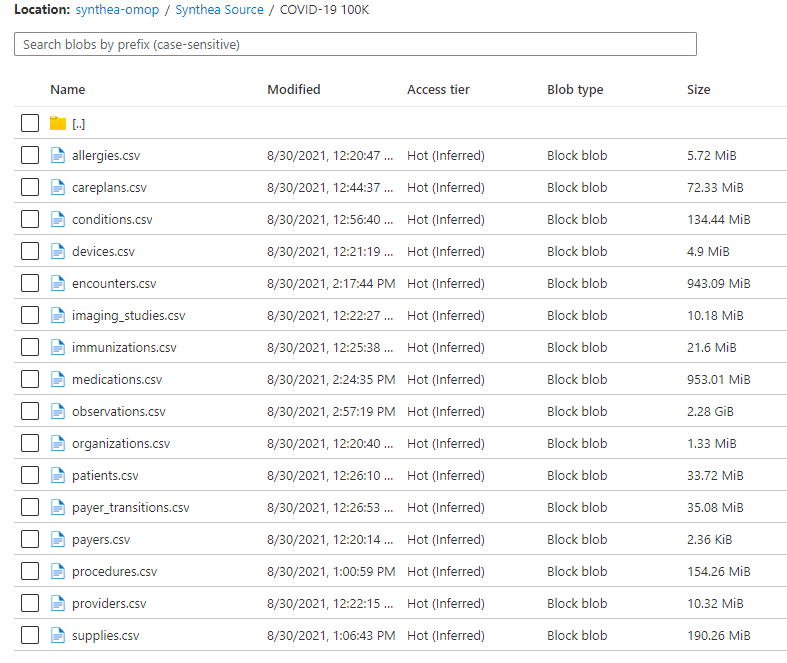 Location: synthea-omop / Synthea Source / COVID-19 100K
Search blobs by prefix (case-sensitive)
Name Modified Access tier Blob type Size
[..]
allergies.csv 8/30/2021, 12:20:47 ... Hot (Inferred) Block blob 5.72 MiB
careplans.csv 8/30/2021, 12:44:37 ... Hot (Inferred) Block blob 72.33 MiB
conditions.csv 8/30/2021, 12:56:40 ... Hot (Inferred) Block blob 134.44 MiB
devices.csv 8/30/2021, 12:21:19 ... Hot (Inferred) Block blob 4.9 MiB
encounters.csv 8/30/2021, 2:17:44 PM Hot (Inferred) Block blob 943.09 MiB
imaging_studies.csv 8/30/2021, 12:22:27 ... Hot (Inferred) Block blob 10.18 MiB
immunizations.csv 8/30/2021, 12:25:38 ... Hot (Inferred) Block blob 21.6 MiB
medications.csv 8/30/2021, 2:24:35 PM Hot (Inferred) Block blob 953.01 MiB
observations.csv 8/30/2021, 2:57:19 PM Hot (Inferred) Block blob 2.28 GiB
organizations.csv 8/30/2021, 12:20:40 ... Hot (Inferred) Block blob 1.33 MiB
patients.csv 8/30/2021, 12:26:10 ... Hot (Inferred) Block blob 33.72 MiB
payer_transitions.csv 8/30/2021, 12:26:53 ... Hot (Inferred) Block blob 35.08 MiB
payers.csv 8/30/2021, 12:20:14 ... Hot (Inferred) Block blob 2.36 KiB
procedures.csv 8/30/2021, 1:00:59 PM Hot (Inferred) Block blob 154.26 MiB
providers.csv 8/30/2021, 12:22:15 ... Hot (Inferred) Block blob 10.32 MiB
supplies.csv 8/30/2021, 1:06:43 PM Hot (Inferred) Block blob 190.26 MiB